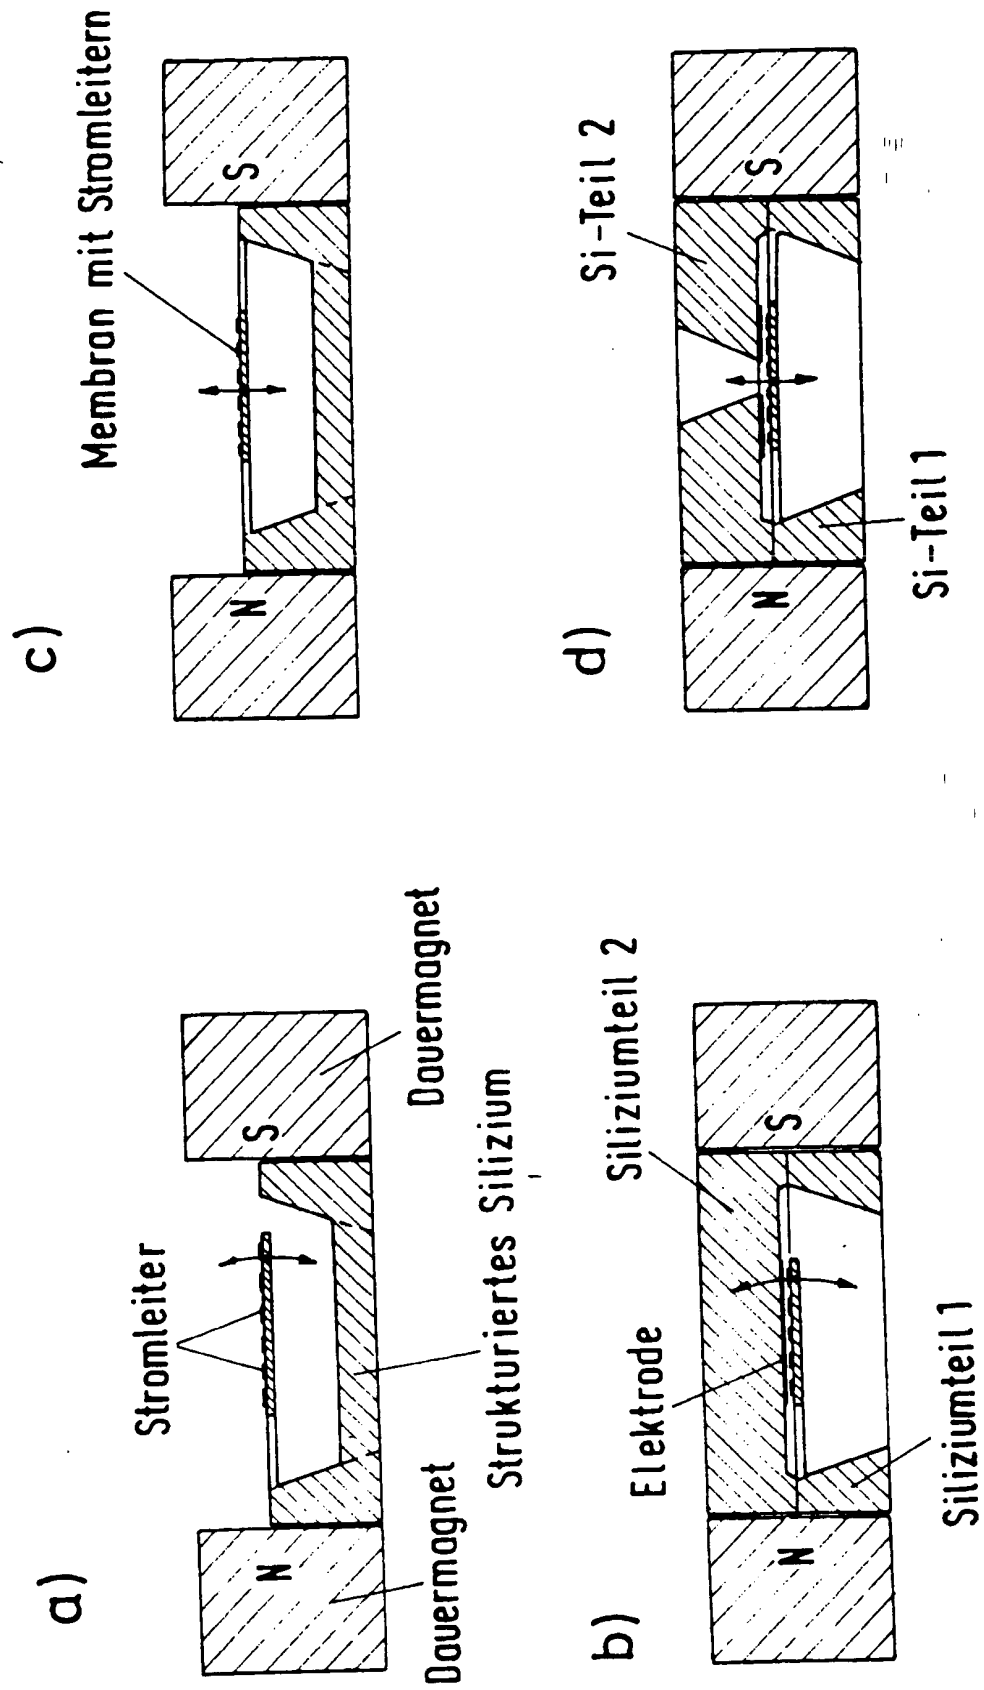 a)
Stromleiter
N
S
Dauermagnet
Strukturiertes Silizium
Dauermagnet
c)
Membran mit Stromleitern
N
S
b)
Elektrode
Siliziumteil 2
N
S
Siliziumteil 1
d)
Si-Teil 2
N
S
Si-Teil 1